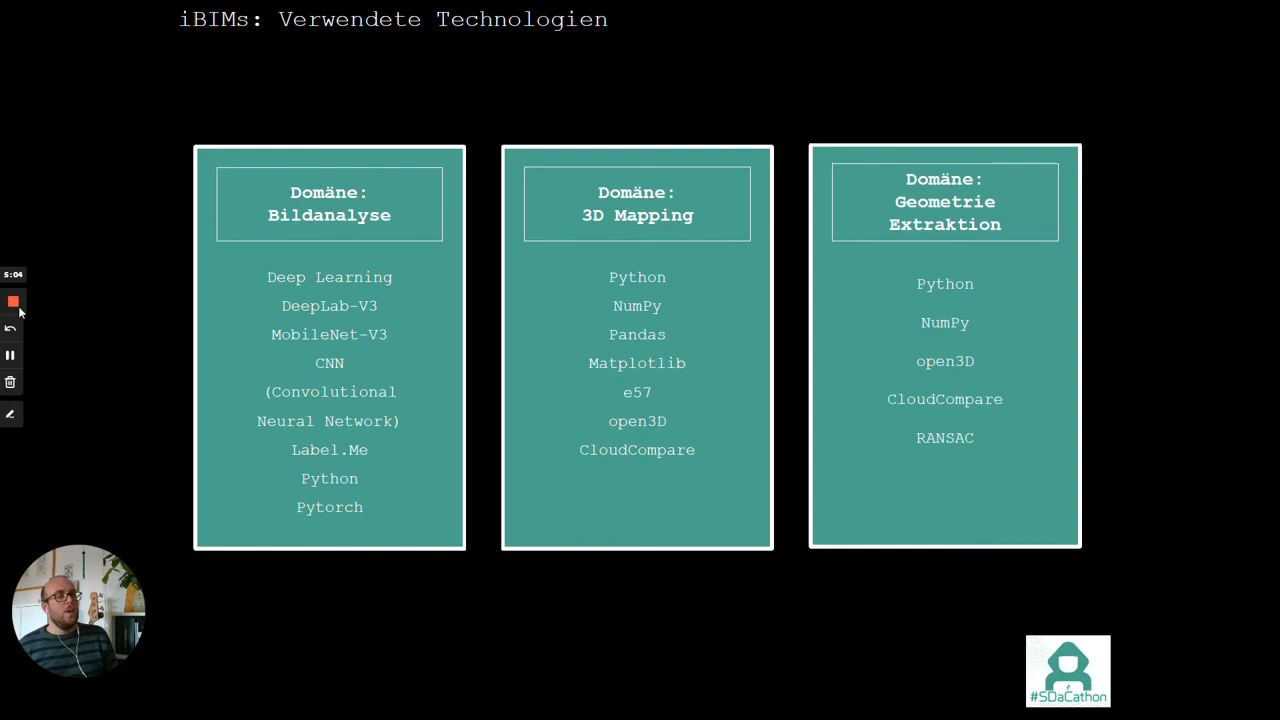 iBIMs: Verwendete Technologien
Domäne:
Bildanalyse
Deep Learning
DeepLab-V3
MobileNet-V3
CNN
(Convolutional
Neural Network)
Label.Me
Python
Pytorch
Domäne:
3D Mapping
Python
NumPy
Pandas
Matplotlib
e57
open3D
CloudCompare
Domäne:
Geometrie
Extraktion
Python
NumPy
open3D
CloudCompare
RANSAC
5:04
#SDaCathon